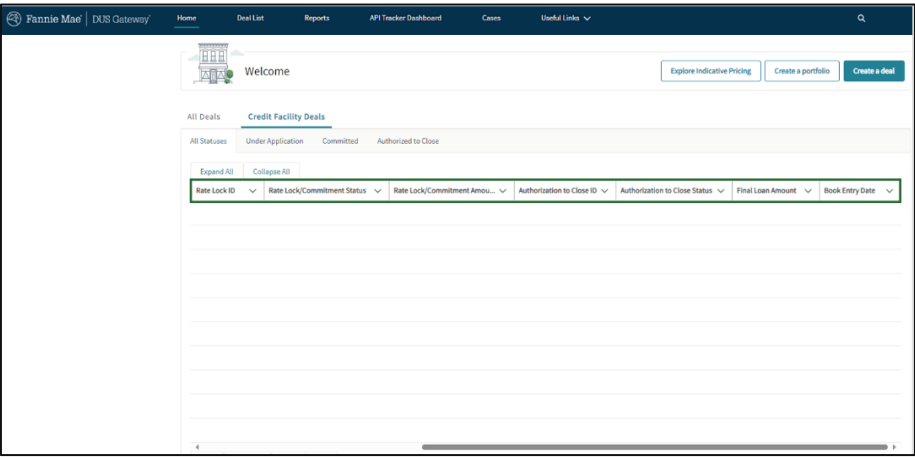 Fannie Mae® | DUS Gateway™ Home Deal List Reports API Tracker Dashboard Cases Useful Links
Welcome
Explore Indicative Pricing Create a portfolio Create a deal
All Deals Credit Facility Deals
All Statuses Under Application Committed Authorized to Close
Expand All Collapse All
Rate Lock ID Rate Lock/Commitment Status Rate Lock/Commitment Amou... Authorization to Close ID Authorization to Close Status Final Loan Amount Book Entry Date